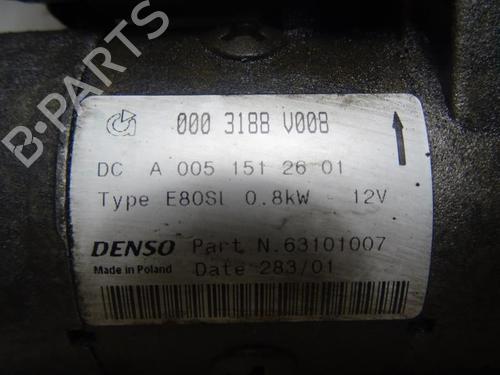 B-PARTS
000 3188 V008
DC A 005 151 26 01
Type E80Sl 0.8kW - 12V
DENSO Part N.63101007
Made in Poland Date 283/01